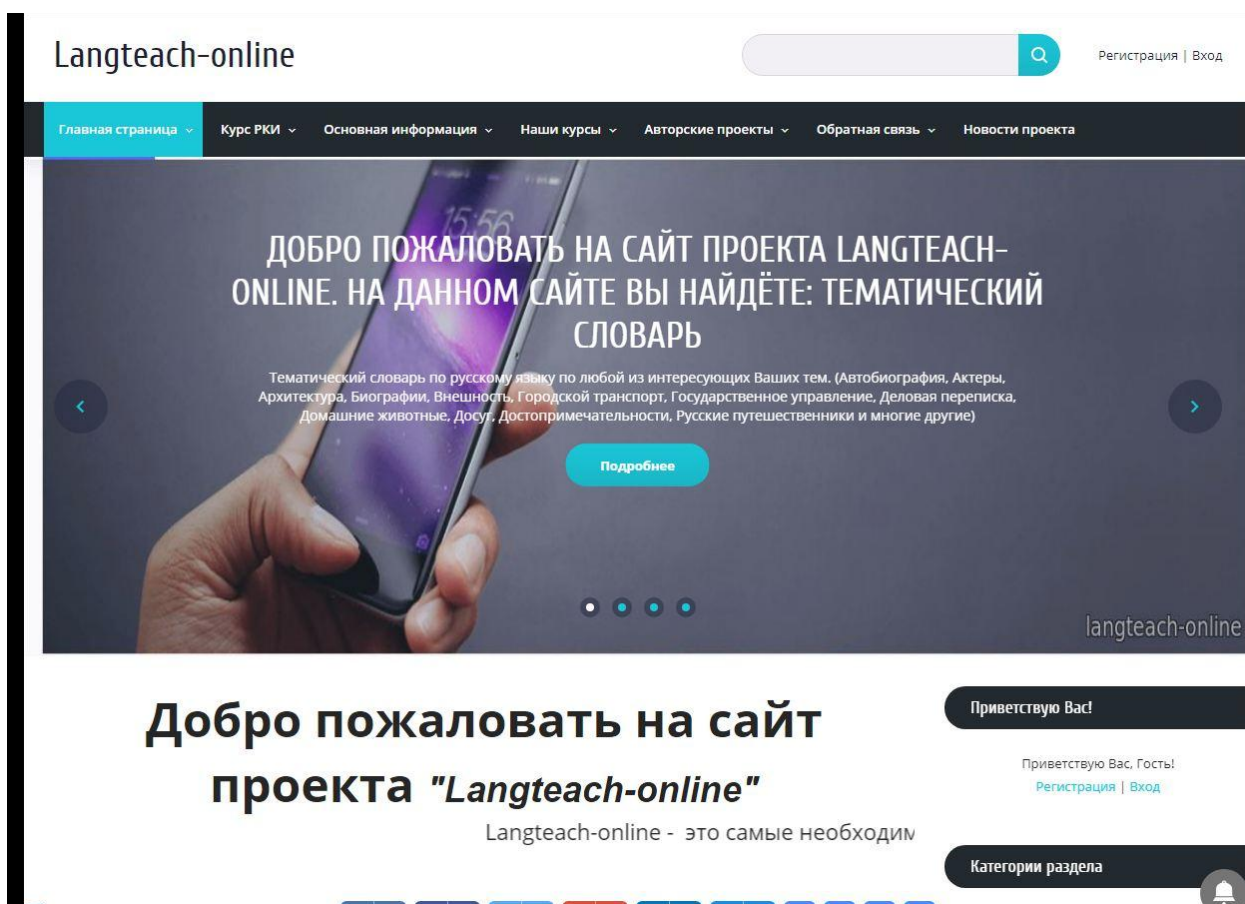 Langteach-online
Регистрация | Вход
Главная страница
Курс РКИ
Основная информация
Наши курсы
Авторские проекты
Обратная связь
Новости проекта
15:56
ДОБРО ПОЖАЛОВАТЬ НА САЙТ ПРОЕКТА LANGTEACH-
ONLINE. НА ДАННОМ САЙТЕ ВЫ НАЙДЁТЕ: ТЕМАТИЧЕСКИЙ
СЛОВАРЬ
Тематический словарь по русскому языку по любой из интересующих Ваших тем. (Автобиография, Актеры,
Архитектура, Биографии, Внешность, Городской транспорт, Государственное управление, Деловая переписка,
Домашние животные, Досуг, Достопримечательности, Русские путешественники и многие другие)
Подробнее
langteach-online
Добро пожаловать на сайт
проекта "Langteach-online"
Langteach-online - это самые необходим
Приветствую Вас!
Приветствую Вас, Гость!
Регистрация | Вход
Категории раздела